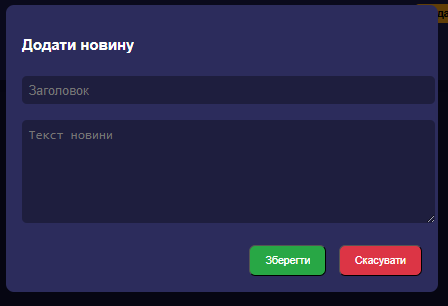 Додати новину
Заголовок
Текст новини
Зберегти
Скасувати